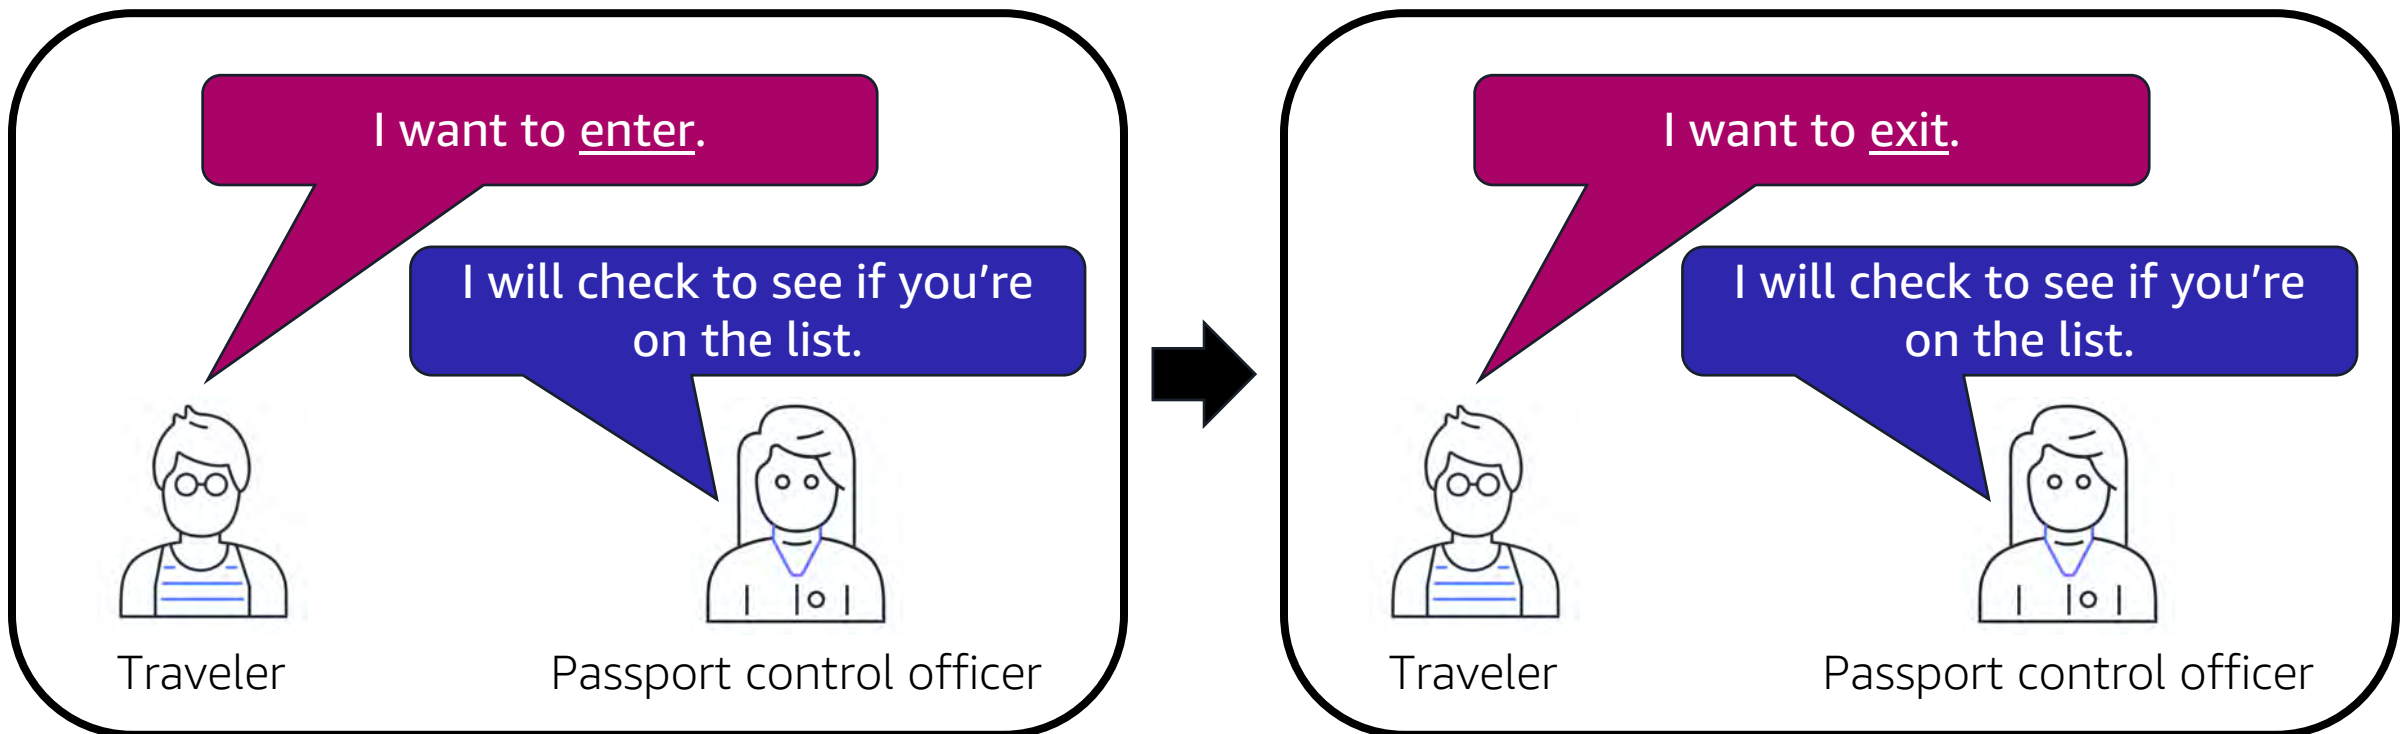 I want to enter.
I will check to see if you’re
on the list.
Traveler
Passport control officer
I want to exit.
I will check to see if you’re
on the list.
Traveler
Passport control officer